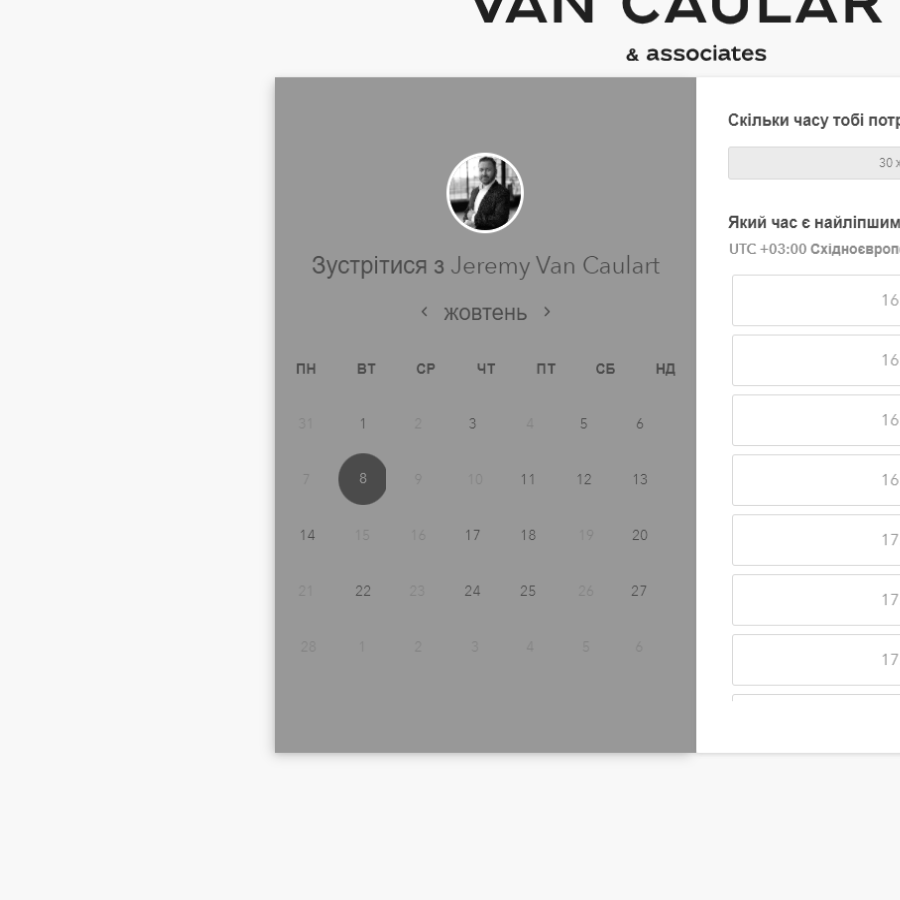 VAN CAULAR
& associates
Зустрітися з Jeremy Van Caulart
жовтень
ПН ВТ СР ЧТ ПТ СБ НД
31 1 2 3 4 5 6
7 8 9 10 11 12 13
14 15 16 17 18 19 20
21 22 23 24 25 26 27
28 1 2 3 4 5 6
Скільки часу тобі потр
30 х
Який час є найліпшим
UTC +03:00 Східноєвроп
16
16
16
16
17
17
17